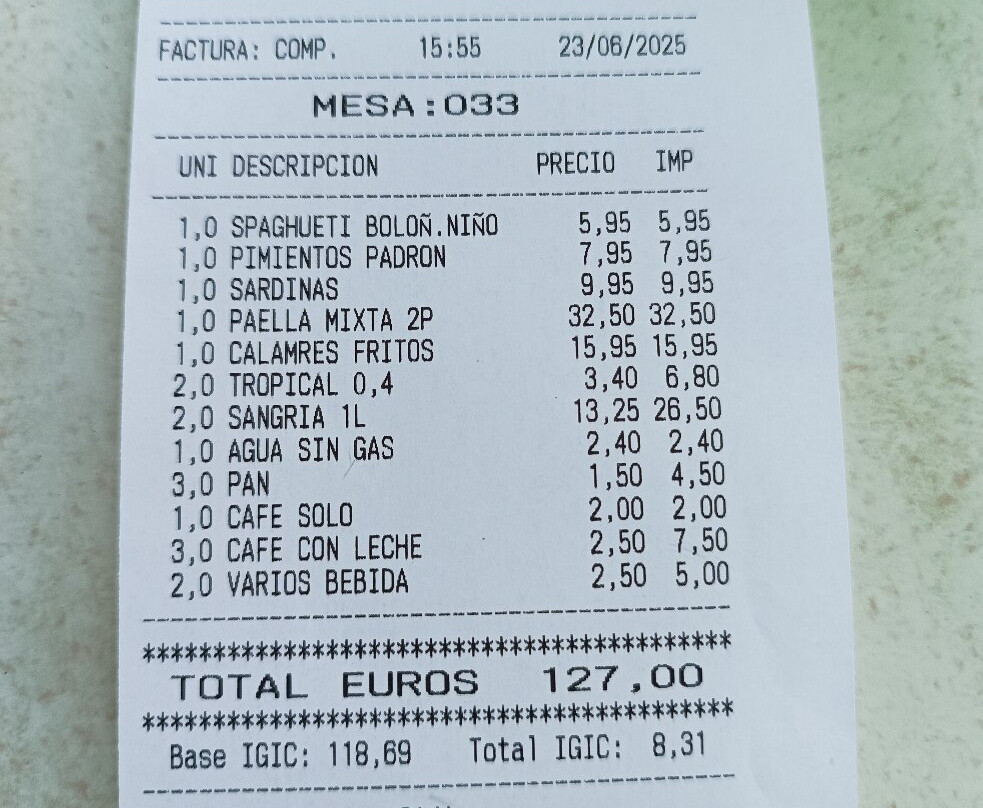 FACTURA: COMP. 15:55 23/06/2025
MESA:033
UNI DESCRIPCION PRECIO IMP
1,0 SPAGHUETI BOLOÑ.NIÑO 5,95 5,95
1,0 PIMIENTOS PADRON 7,95 7,95
1,0 SARDINAS 9,95 9,95
1,0 PAELLA MIXTA 2P 32,50 32,50
1,0 CALAMRES FRITOS 15,95 15,95
2,0 TROPICAL 0,4 3,40 6,80
2,0 SANGRIA 1L 13,25 26,50
1,0 AGUA SIN GAS 2,40 2,40
3,0 PAN 1,50 4,50
1,0 CAFE SOLO 2,00 2,00
3,0 CAFE CON LECHE 2,50 7,50
2,0 VARIOS BEBIDA 2,50 5,00
TOTAL EUROS 127,00
Base IGIC: 118,69 Total IGIC: 8,31